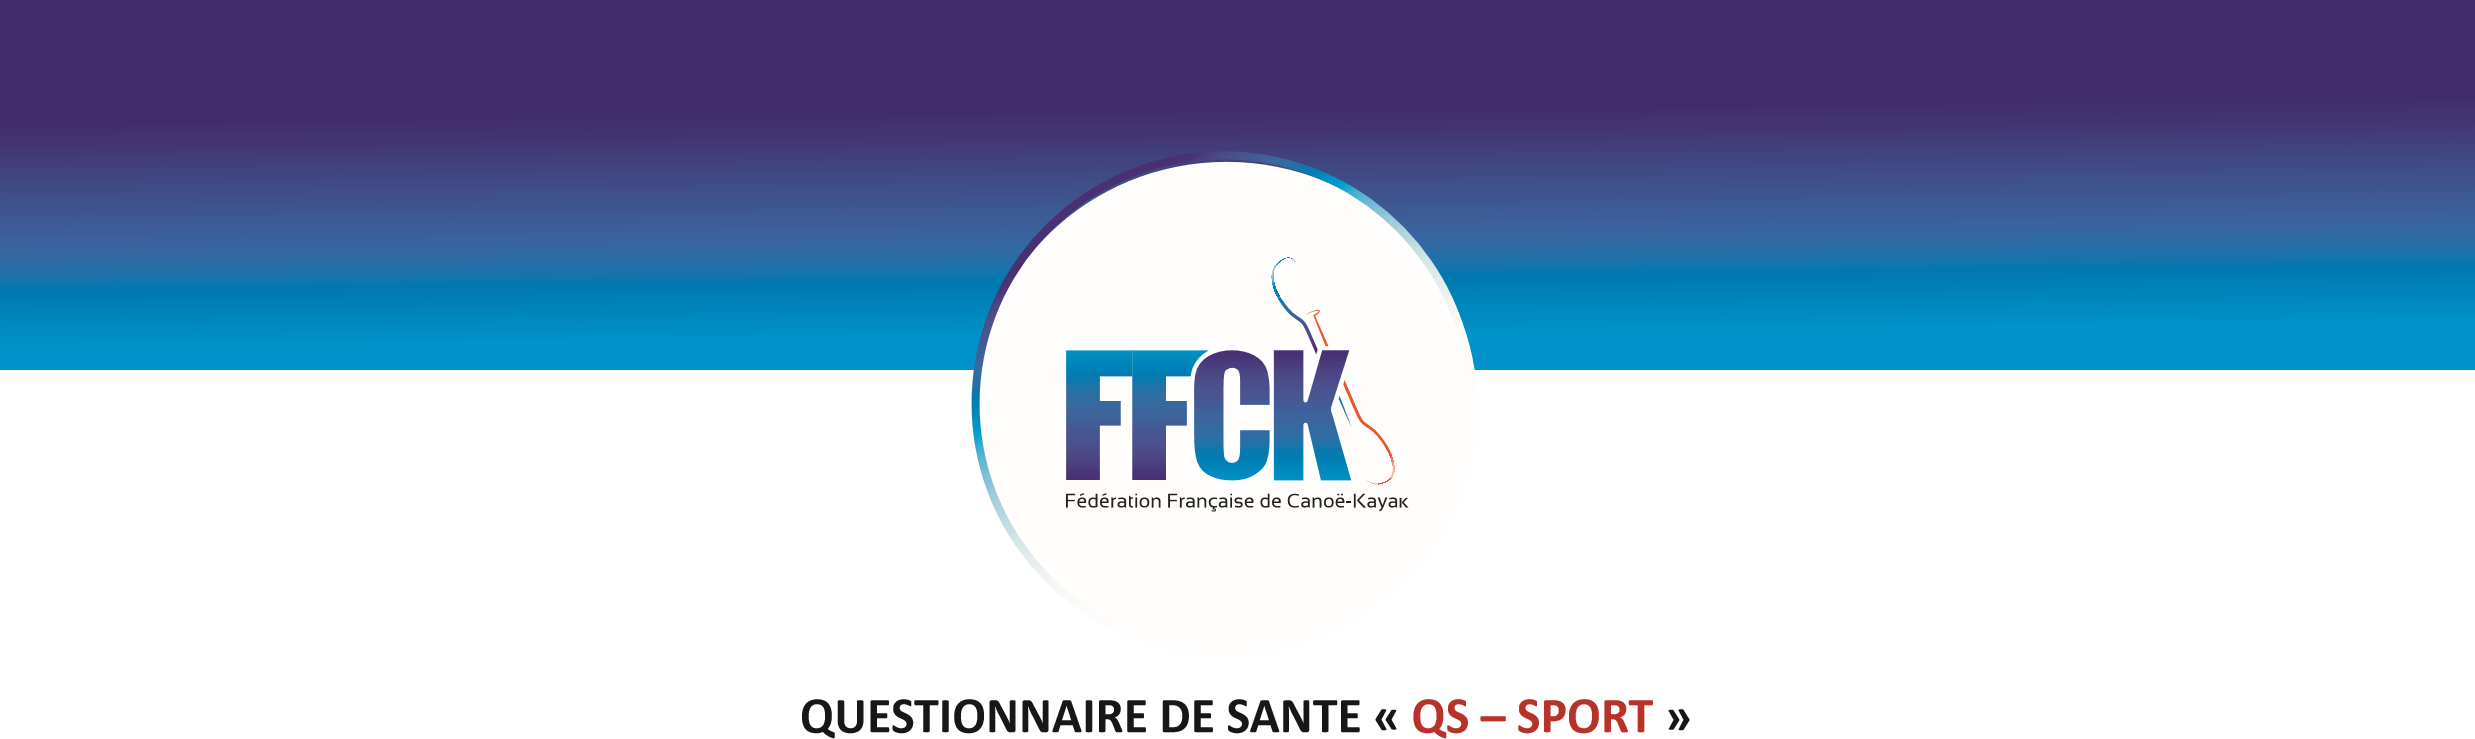 FFCK
Fédération Française de Canoë-Kayak
QUESTIONNAIRE DE SANTE « QS – SPORT »